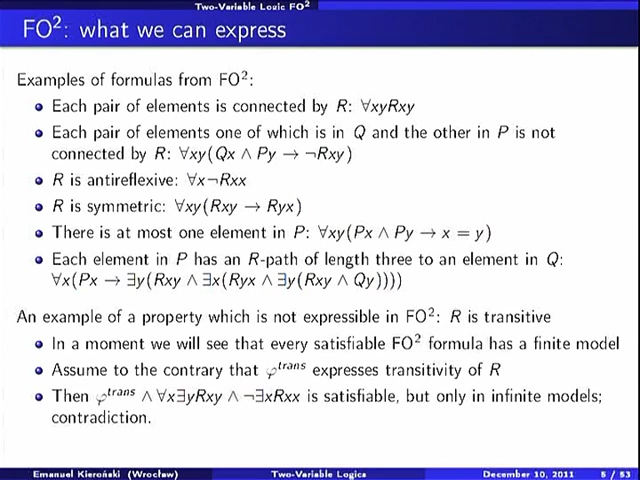 Two-Variable Logic FO²
FO²: what we can express
Examples of formulas from FO²:
• Each pair of elements is connected by R: ∀xyRxy
• Each pair of elements one of which is in Q and the other in P is not
connected by R: ∀xy(Qx ∧ Py → ¬Rxy)
• R is antireflexive: ∀x¬Rxx
• R is symmetric: ∀xy(Rxy → Ryx)
• There is at most one element in P: ∀xy(Px ∧ Py → x = y)
• Each element in P has an R-path of length three to an element in Q:
∀x(Px → ∃y(Rxy ∧ ∃x(Ryx ∧ ∃y(Rxy ∧ Qy))))
An example of a property which is not expressible in FO²: R is transitive
• In a moment we will see that every satisfiable FO² formula has a finite model
• Assume to the contrary that φᵗʳᵃⁿˢ expresses transitivity of R
• Then φᵗʳᵃⁿˢ ∧ ∀x∃yRxy ∧ ¬∃xRxx is satisfiable, but only in infinite models;
contradiction.
Emanuel Kieroński (Wrocław) Two-Variable Logics December 10, 2011 5 / 53